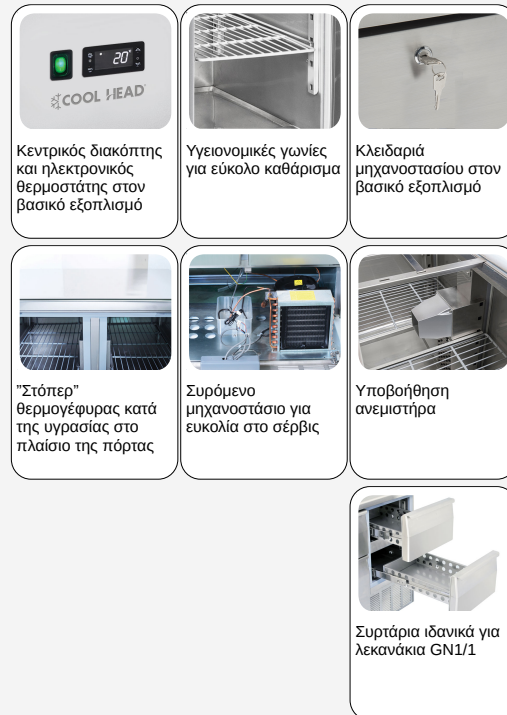 20°
COOL HEAD
Κεντρικός διακόπτης
και ηλεκτρονικός
θερμοστάτης στον
βασικό εξοπλισμό
Υγειονομικές γωνίες
για εύκολο καθάρισμα
Κλειδαριά
μηχανοστασίου στον
βασικό εξοπλισμό
”Στόπερ”
θερμογέφυρας κατά
της υγρασίας στο
πλαίσιο της πόρτας
Συρόμενο
μηχανοστάσιο για
ευκολία στο σέρβις
Υποβοήθηση
ανεμιστήρα
Συρτάρια ιδανικά για
λεκανάκια GN1/1